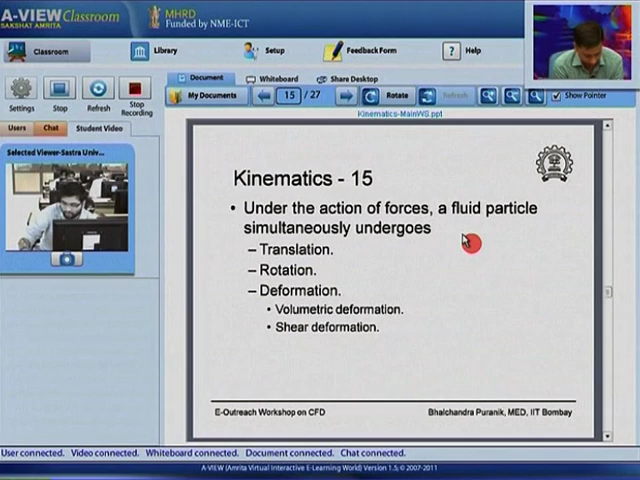 A-VIEW Classroom
SAKSHAT AMRITA
MHRD
Funded by NME-ICT
Classroom
Library
Setup
Feedback Form
? Help
Settings
Stop
Refresh
Stop Recording
Document
Whiteboard
Share Desktop
My Documents
15 / 27
Rotate
Refresh
Show Pointer
Kinematics-MainWS.ppt
Users
Chat
Student Video
Selected Viewer-Sastra Univ...
Kinematics - 15
• Under the action of forces, a fluid particle
simultaneously undergoes
– Translation.
– Rotation.
– Deformation.
• Volumetric deformation.
• Shear deformation.
E-Outreach Workshop on CFD
Bhalchandra Puranik, MED, IIT Bombay
User connected. Video connected. Whiteboard connected. Document connected. Chat connected.
A-VIEW (Amrita Virtual Interactive E-Learning World) Version 1.5; © 2007-2011